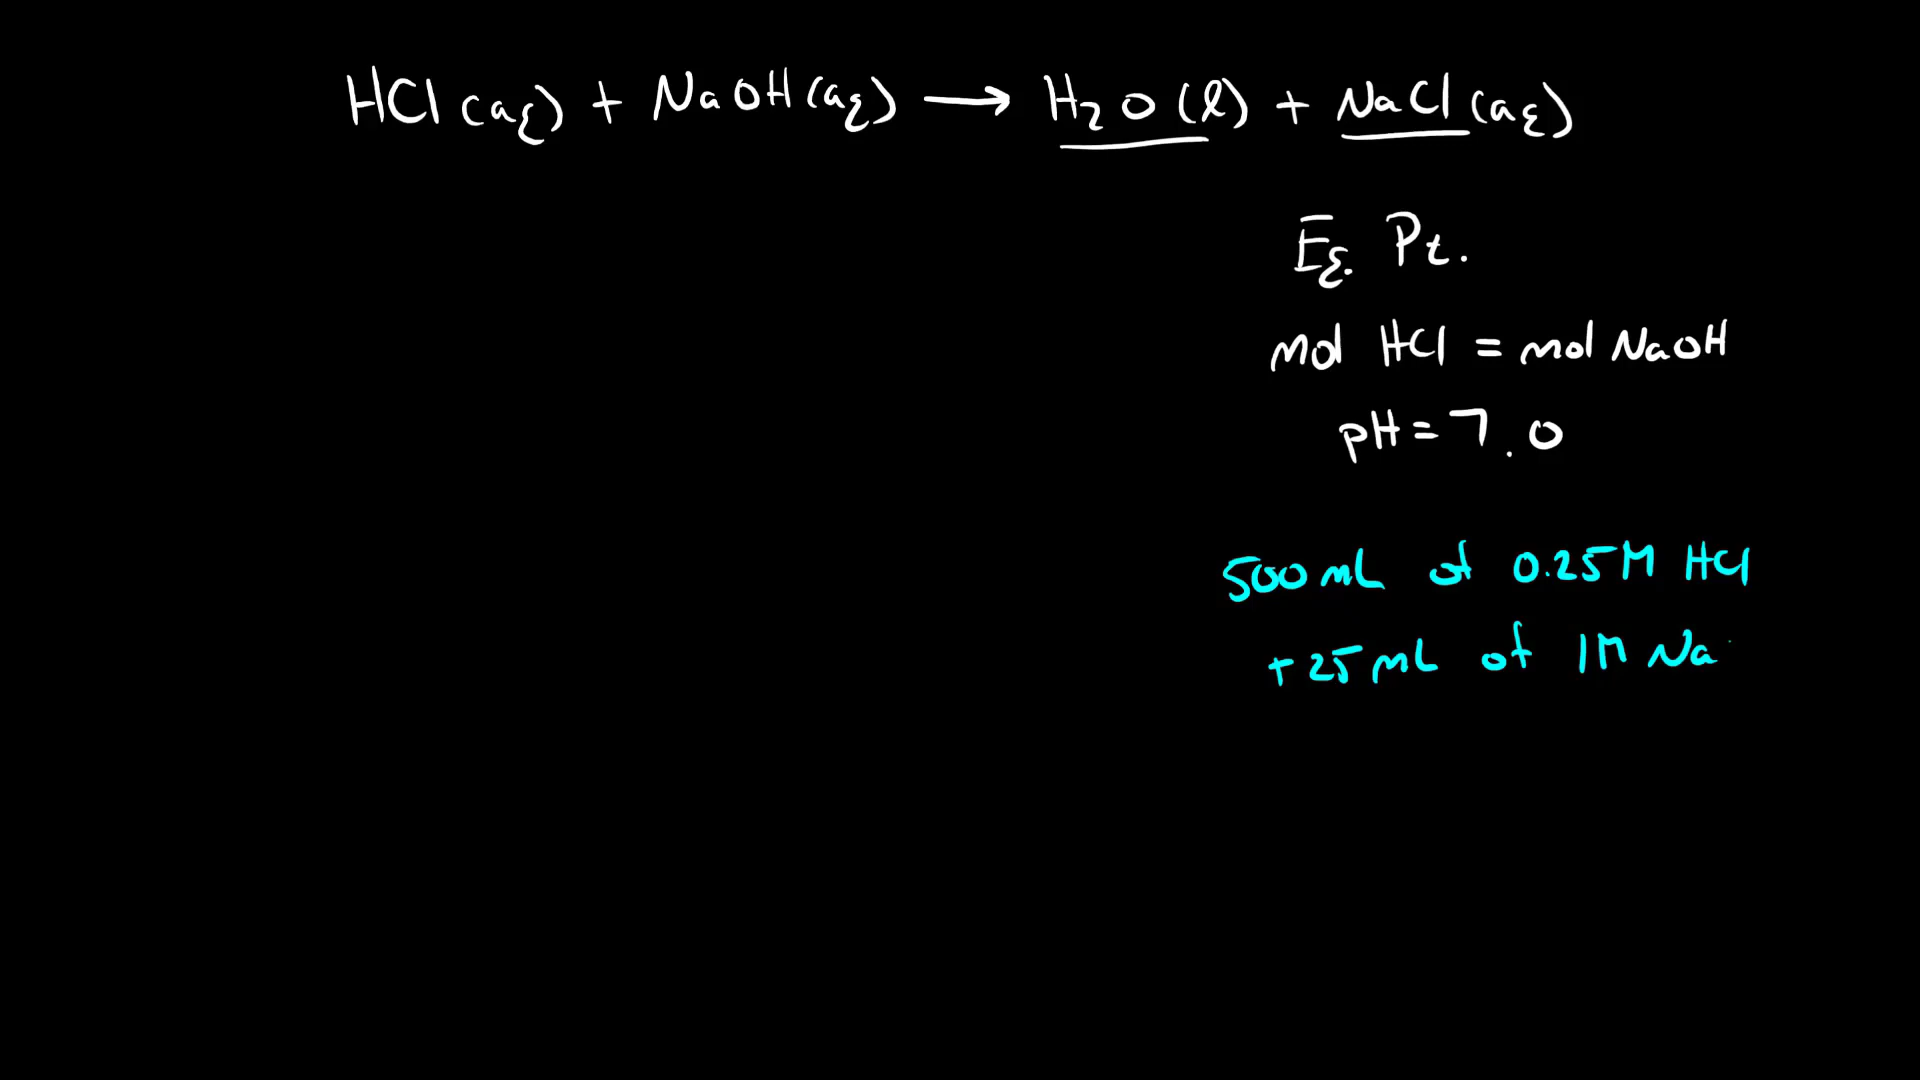 HCl (aq) + NaOH (aq) → H₂O (l) + NaCl (aq)
Eq. Pt.
mol HCl = mol NaOH
pH = 7.0
500 mL of 0.25 M HCl
+ 25 mL of 1M Na